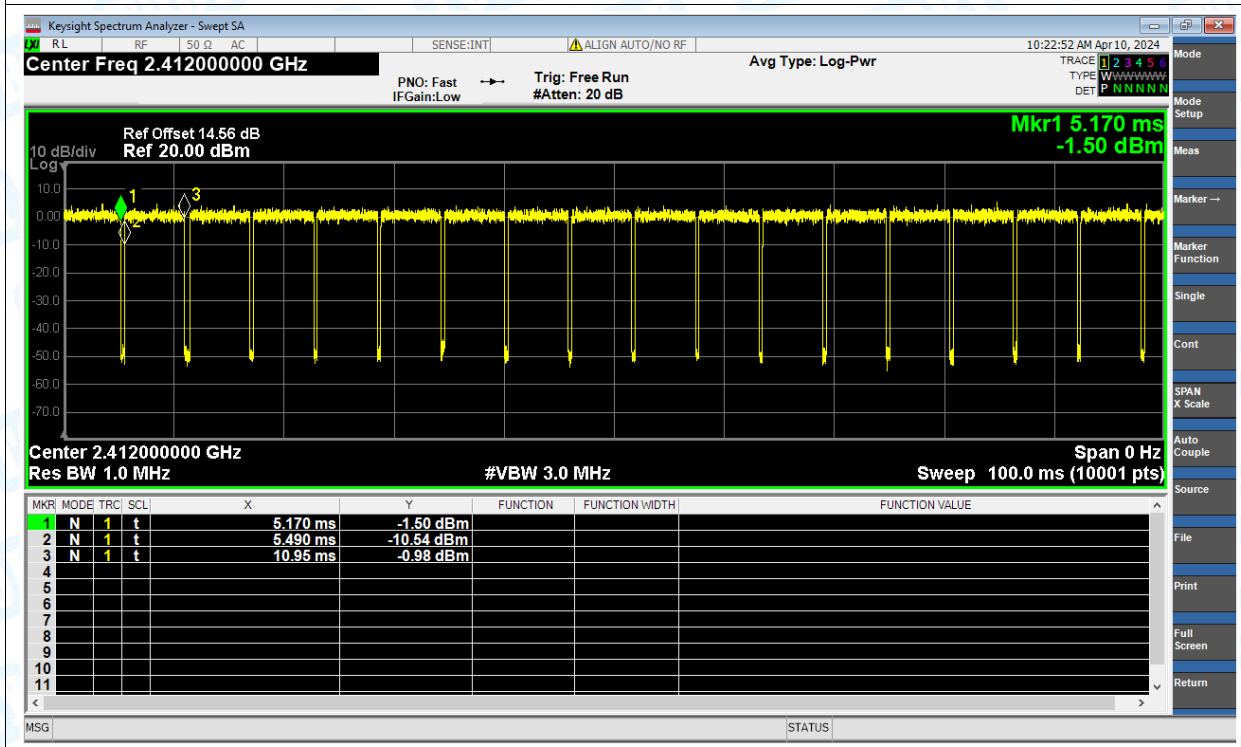 Keysight Spectrum Analyzer - Swept SA
LXI RL RF 50 Ω AC SENSE:INT ALIGN AUTO/NO RF 10:22:52 AM Apr 10, 2024
Center Freq 2.412000000 GHz
PNO: Fast
IFGain:Low
Trig: Free Run
#Atten: 20 dB
Avg Type: Log-Pwr
TRACE 1 2 3 4 5 6
TYPE WWWWWW
DET P N N N N N
Mkr1 5.170 ms
-1.50 dBm
Ref Offset 14.56 dB
10 dB/div Ref 20.00 dBm
Log
10.0
0.00
-10.0
-20.0
-30.0
-40.0
-50.0
-60.0
-70.0
1
2
3
Center 2.412000000 GHz Span 0 Hz
Res BW 1.0 MHz #VBW 3.0 MHz Sweep 100.0 ms (10001 pts)
MKR MODE TRC SCL X Y FUNCTION FUNCTION WIDTH FUNCTION VALUE
1 N 1 t 5.170 ms -1.50 dBm
2 N 1 t 5.490 ms -10.54 dBm
3 N 1 t 10.95 ms -0.98 dBm
4
5
6
7
8
9
10
11
MSG STATUS
Mode
Mode
Setup
Meas
Marker →
Marker
Function
Single
Cont
SPAN
X Scale
Auto
Couple
Source
File
Print
Full
Screen
Return